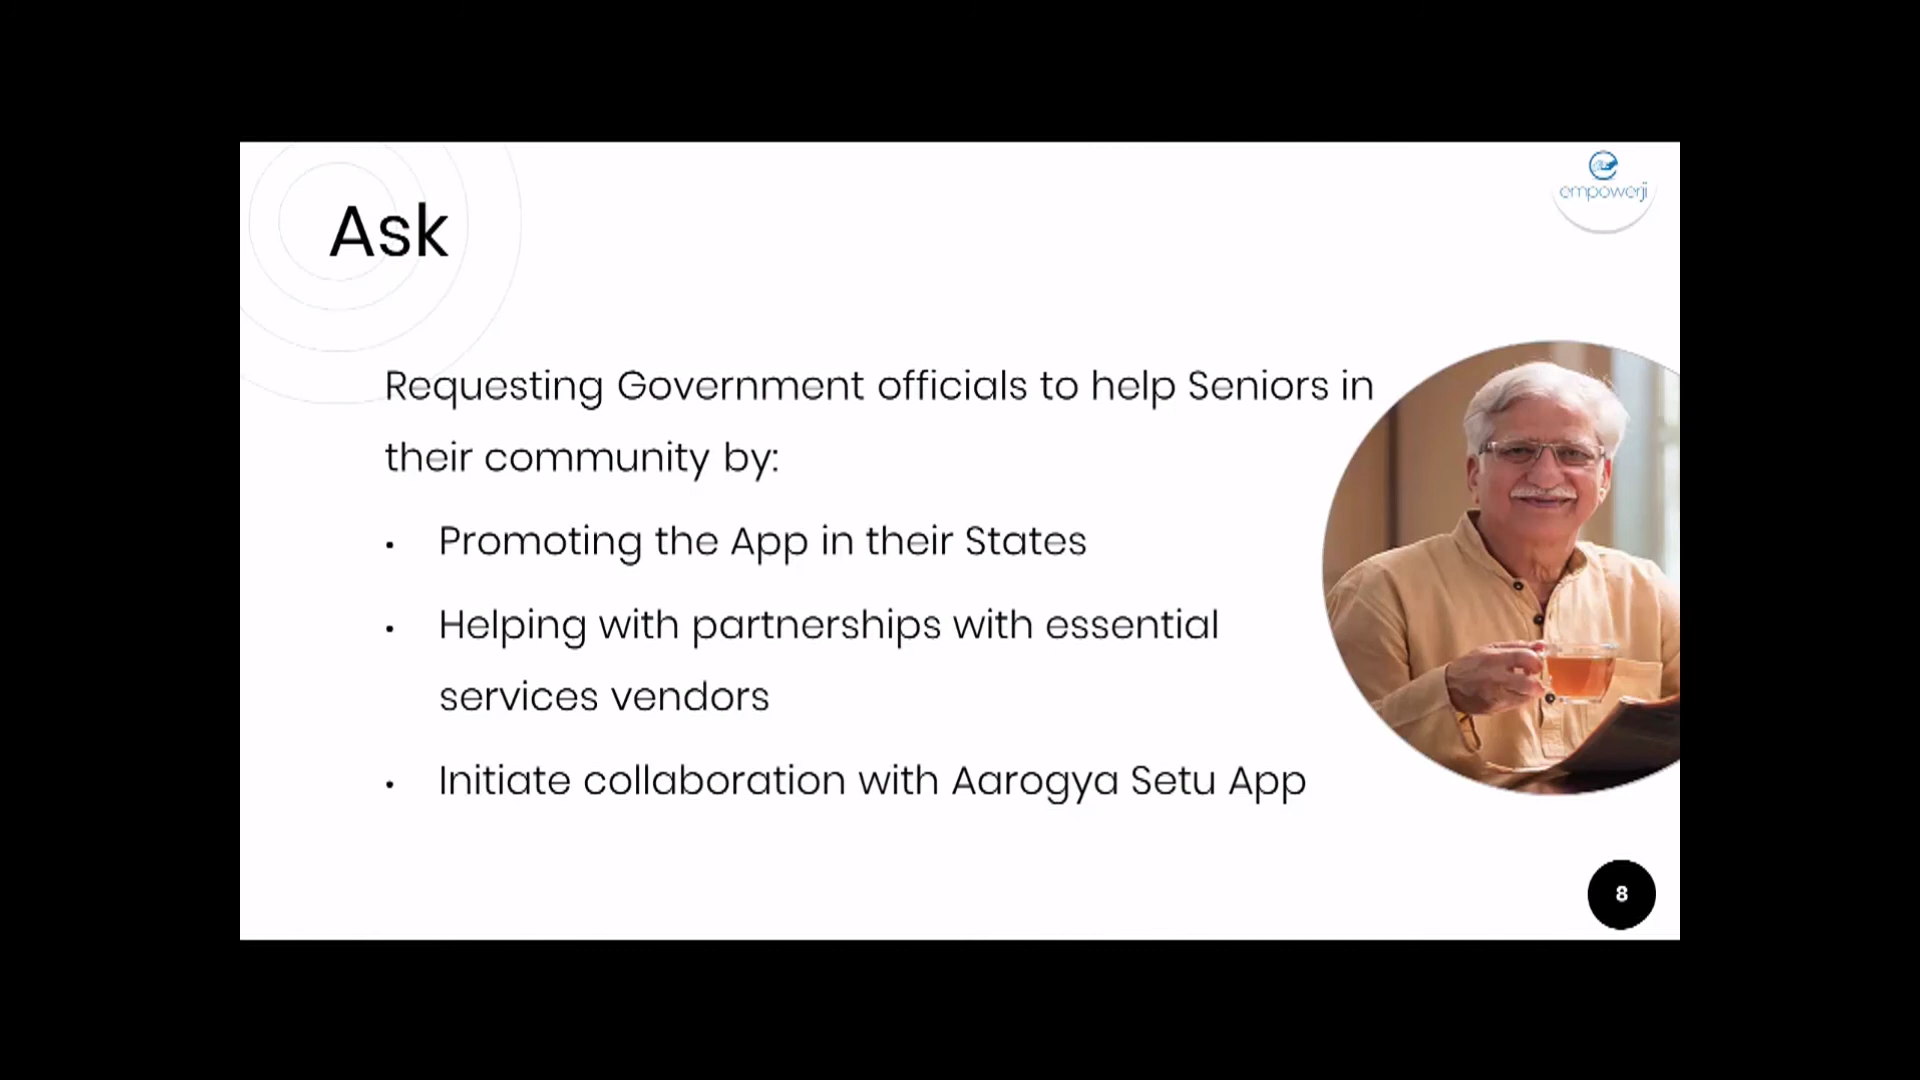 empowerji
Ask
Requesting Government officials to help Seniors in
their community by:
• Promoting the App in their States
• Helping with partnerships with essential
services vendors
• Initiate collaboration with Aarogya Setu App
8